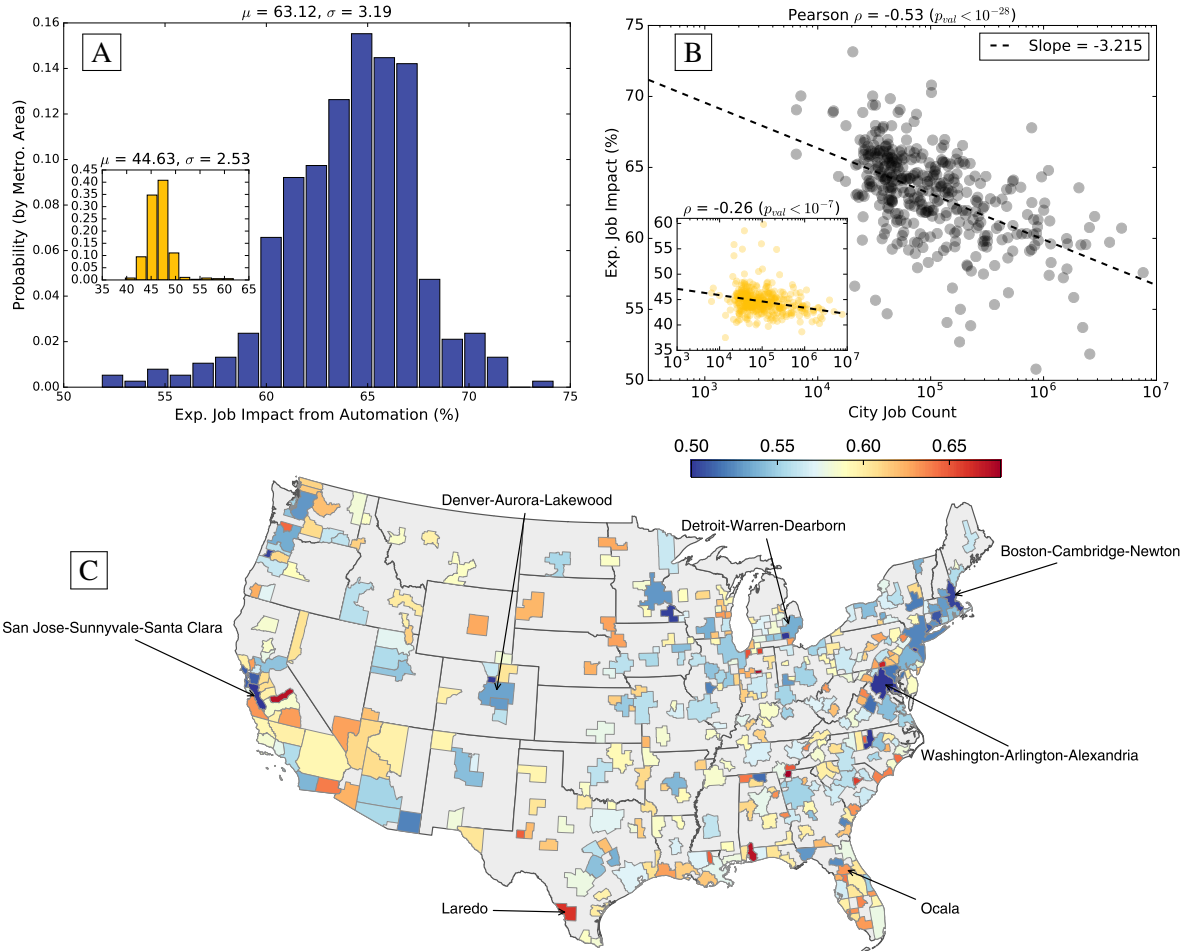 μ = 63.12, σ = 3.19
A
0.16
0.14
0.12
0.10
0.08
0.06
0.04
0.02
0.00
Probability (by Metro. Area)
50 55 60 65 70 75
Exp. Job Impact from Automation (%)
μ = 44.63, σ = 2.53
0.45
0.40
0.35
0.30
0.25
0.20
0.15
0.10
0.05
0.00
35 40 45 50 55 60 65
Pearson ρ = -0.53 (p_val < 10^-28)
B
Slope = -3.215
75
70
65
60
55
50
Exp. Job Impact (%)
10^3 10^4 10^5 10^6 10^7
City Job Count
ρ = -0.26 (p_val < 10^-7)
60
55
50
45
40
35
10^3 10^4 10^5 10^6 10^7
0.50 0.55 0.60 0.65
C
Denver-Aurora-Lakewood
Detroit-Warren-Dearborn
Boston-Cambridge-Newton
San Jose-Sunnyvale-Santa Clara
Washington-Arlington-Alexandria
Laredo
Ocala